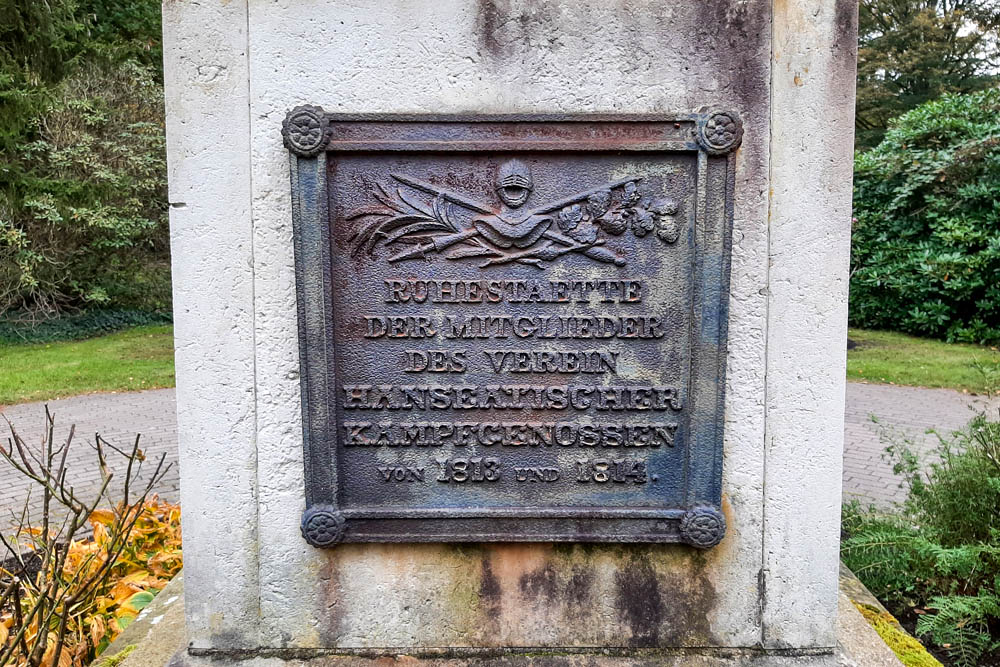 RUHESTAETTE
DER MITGLIEDER
DES VEREIN
HANSEATISCHER
KAMPFGENOSSEN
VON 1813 UND 1814.